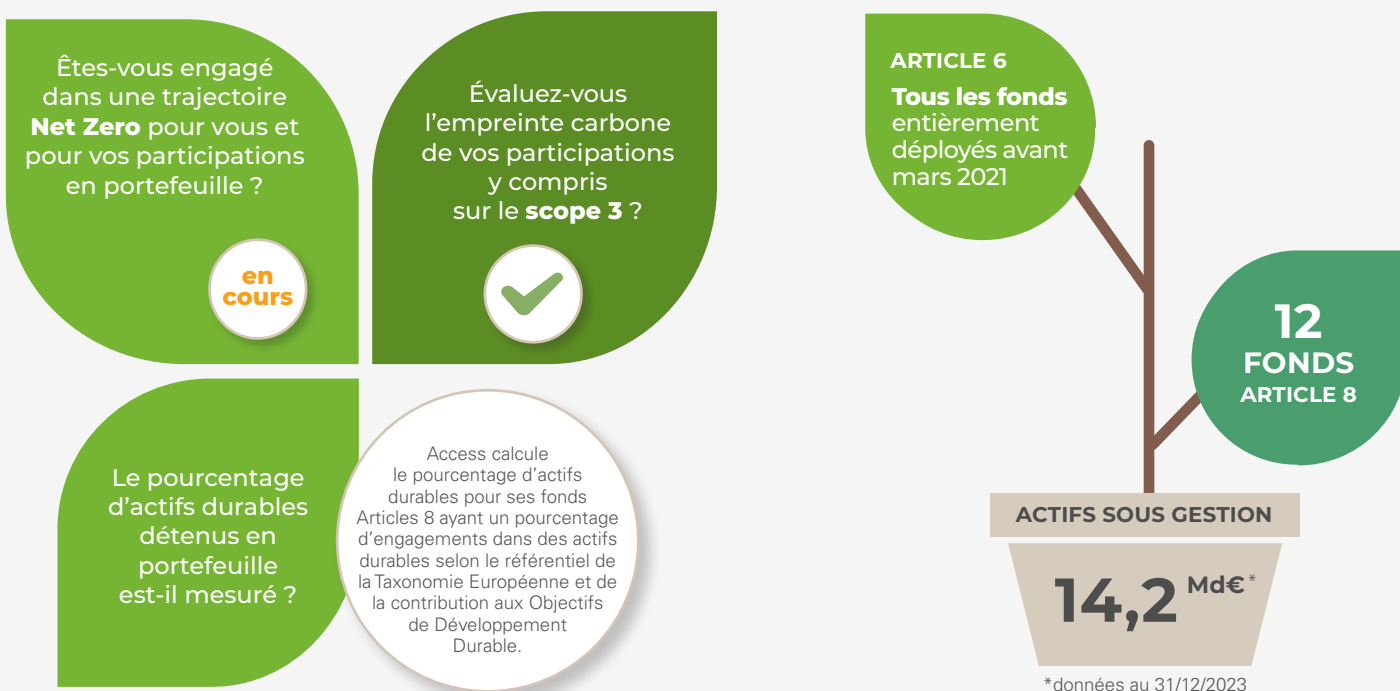 Êtes-vous engagé
dans une trajectoire
Net Zero pour vous et
pour vos participations
en portefeuille ?
en
cours
Évaluez-vous
l'empreinte carbone
de vos participations
y compris
sur le scope 3 ?
Le pourcentage
d'actifs durables
détenus en
portefeuille
est-il mesuré ?
Access calcule
le pourcentage d'actifs
durables pour ses fonds
Articles 8 ayant un pourcentage
d'engagements dans des actifs
durables selon le référentiel de
la Taxonomie Européenne et de
la contribution aux Objectifs
de Développement
Durable.
ARTICLE 6
Tous les fonds
entièrement
déployés avant
mars 2021
12
FONDS
ARTICLE 8
ACTIFS SOUS GESTION
14,2 Md€*
*données au 31/12/2023